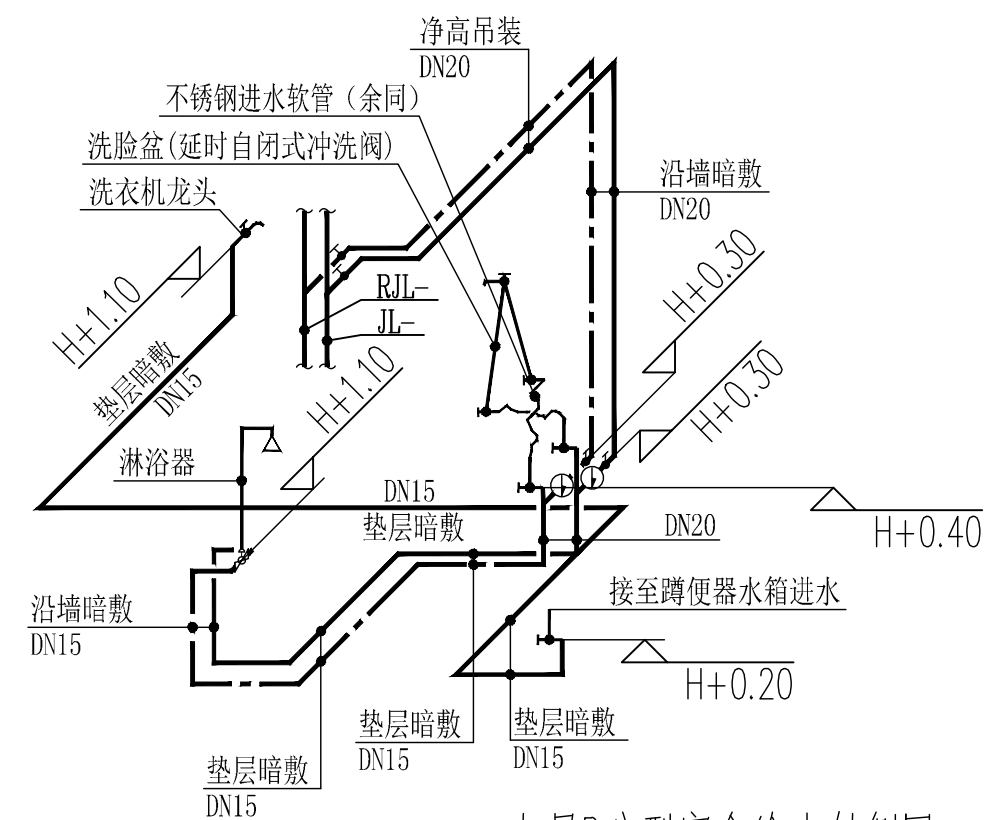 净高吊装
DN20
不锈钢进水软管（余同）
洗脸盆(延时自闭式冲洗阀)
洗衣机龙头
沿墙暗敷
DN20
H+0.30
H+1.10
RJL-
JL-
H+1.10
H+0.30
垫层暗敷
DN15
淋浴器
DN15
垫层暗敷
DN20
H+0.40
接至蹲便器水箱进水
沿墙暗敷
DN15
H+0.20
垫层暗敷
DN15
垫层暗敷
DN15
垫层暗敷
DN15